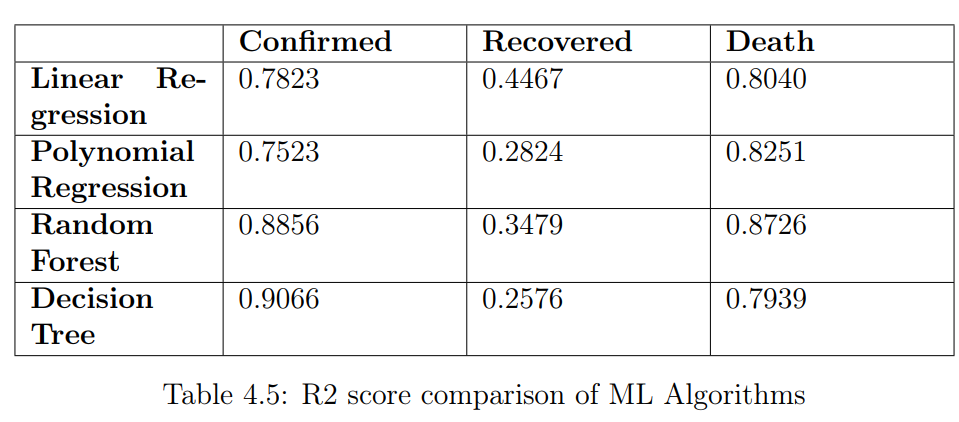 Confirmed Recovered Death
Linear Re- 0.7823 0.4467 0.8040
gression
Polynomial 0.7523 0.2824 0.8251
Regression
Random 0.8856 0.3479 0.8726
Forest
Decision 0.9066 0.2576 0.7939
Tree
Table 4.5: R2 score comparison of ML Algorithms